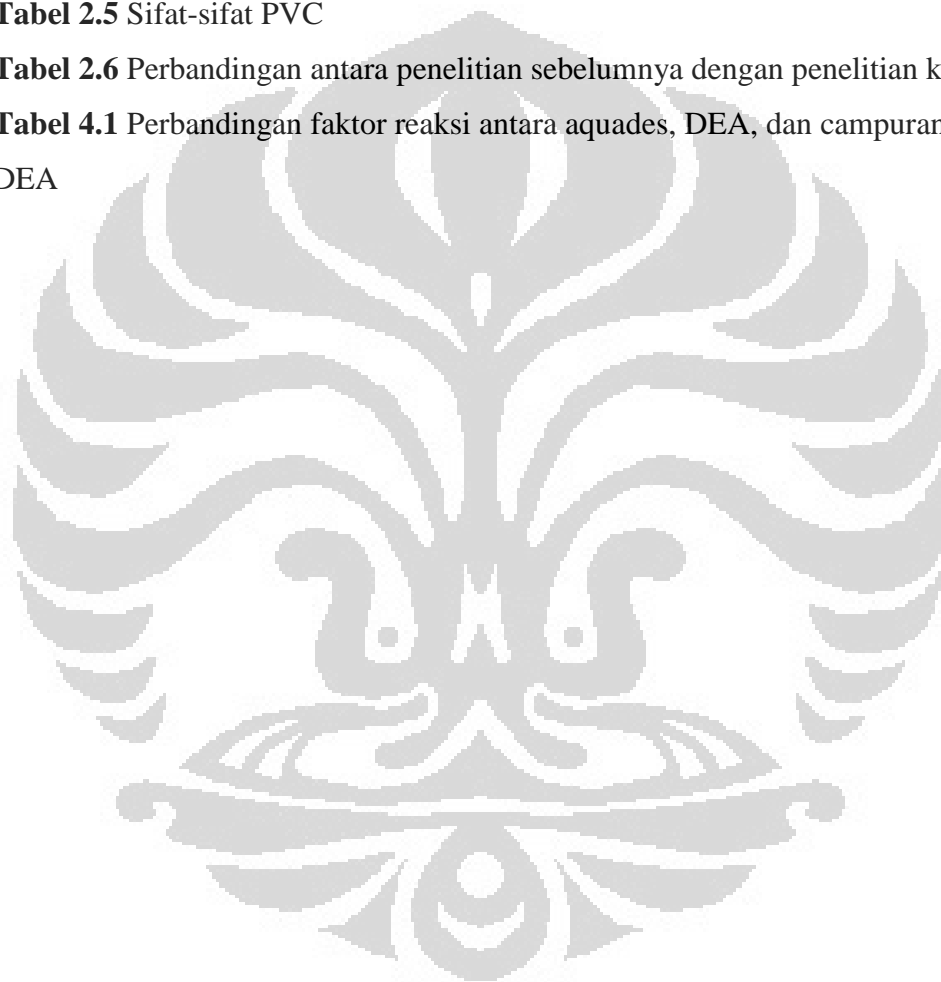 Tabel 2.5 Sifat-sifat PVC
Tabel 2.6 Perbandingan antara penelitian sebelumnya dengan penelitian
Tabel 4.1 Perbandingan faktor reaksi antara aquades, DEA, dan campuran
DEA